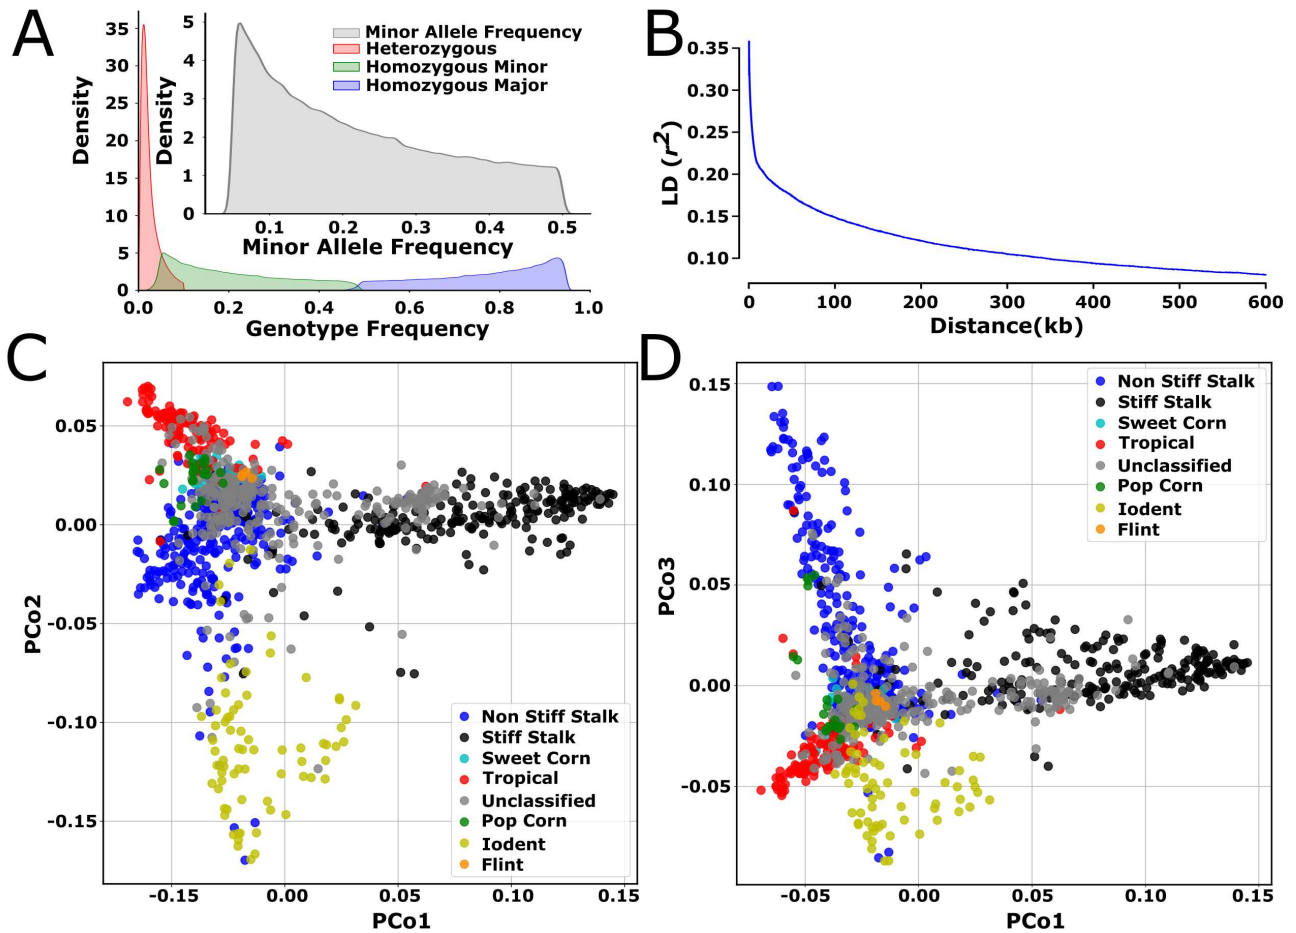 A
35
30
25
20
15
10
5
0
Density
0.0
0.2
0.4
0.6
0.8
1.0
Genotype Frequency
5
4
3
2
1
0
Density
0.1
0.2
0.3
0.4
0.5
Minor Allele Frequency
Minor Allele Frequency
Heterozygous
Homozygous Minor
Homozygous Major
B
0.35
0.30
0.25
0.20
0.15
0.10
LD (r²)
0
100
200
300
400
500
600
Distance(kb)
C
0.05
0.00
-0.05
-0.10
-0.15
PCo2
-0.15
0.00
0.05
0.10
0.15
PCo1
Non Stiff Stalk
Stiff Stalk
Sweet Corn
Tropical
Unclassified
Pop Corn
Iodent
Flint
D
0.15
0.10
0.05
0.00
-0.05
PCo3
-0.05
0.00
0.05
0.10
0.15
PCo1
Non Stiff Stalk
Stiff Stalk
Sweet Corn
Tropical
Unclassified
Pop Corn
Iodent
Flint